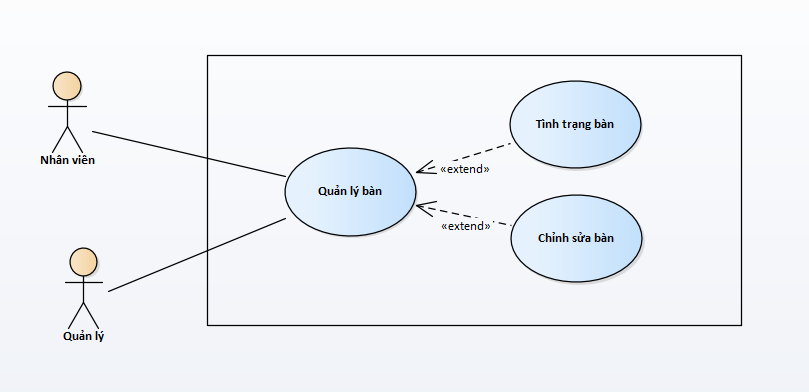 Nhân viên
Quản lý
Quản lý bàn
«extend»
«extend»
Tình trạng bàn
Chỉnh sửa bàn